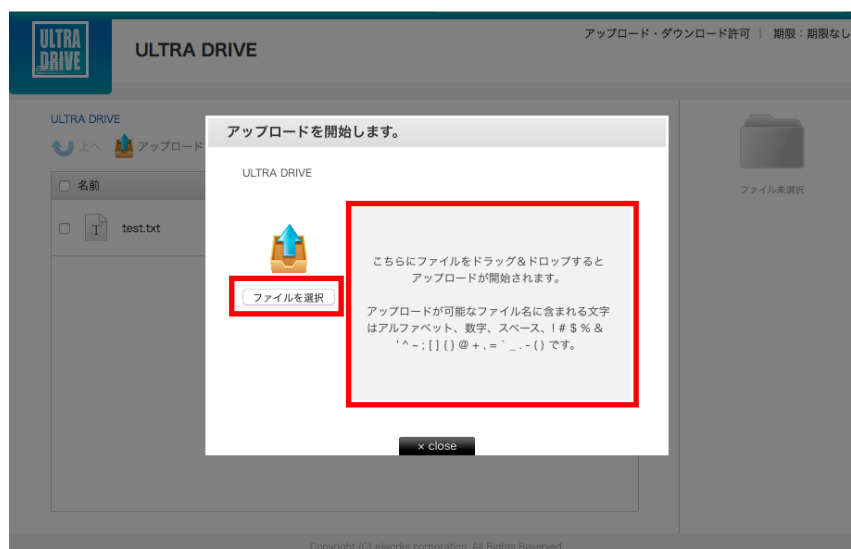 ULTRA
DRIVE
ULTRA DRIVE
アップロード・ダウンロード許可 | 期限：期限なし
ULTRA DRIVE
上へ アップロード
名前
T test.txt
アップロードを開始します。
ULTRA DRIVE
ファイルを選択
こちらにファイルをドラッグ＆ドロップすると
アップロードが開始されます。
アップロードが可能なファイル名に含まれる文字
はアルファベット、数字、スペース、! # $ % &
' ^ ~ ; [ ] { } @ + , = ` _ . - ( ) です。
× close
ファイル未選択
Copyright (C) eiworks corporation. All Rights Reserved.